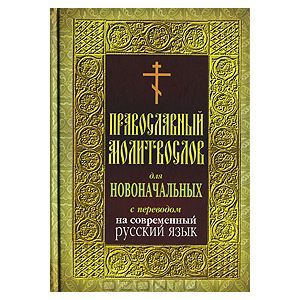 ПРАВОСЛАВНЫЙ
МОЛИТВОСЛОВ
для
НОВОНАЧАЛЬНЫХ
с переводом
на современный
русский язык